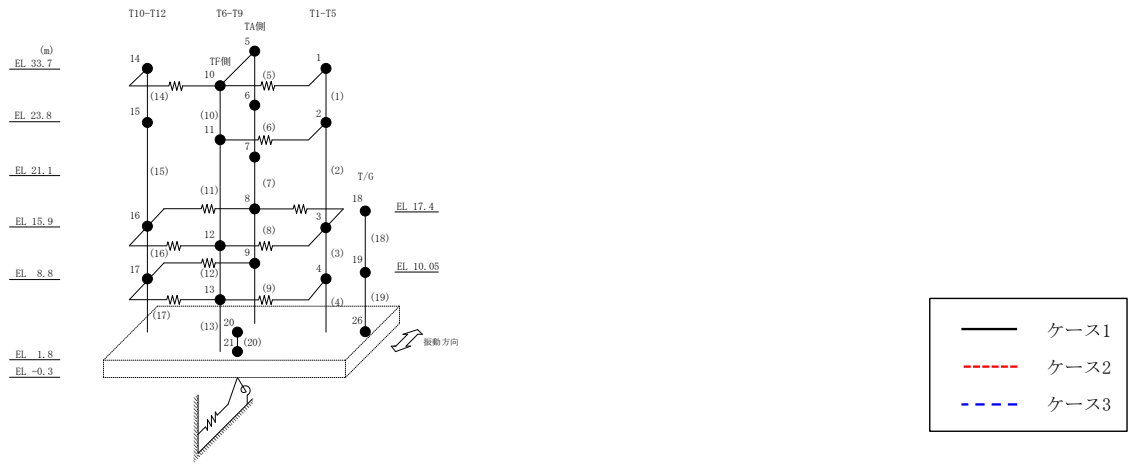 T10-T12 T6-T9 T1-T5
TA側
5
(m)
EL 33.7
14
TF側
10
1
(5)
(14)
(1)
6
EL 23.8
15
(10)
2
11
(6)
7
EL 21.1
(15)
(2)
T/G
(7)
(11)
8
18
EL 17.4
EL 15.9
16
3
12
(8)
(18)
(16)
(3)
9
EL 8.8
17
(12)
4
19
EL 10.05
13
(9)
(17)
(4)
(19)
(13)
20
26
21
(20)
振動方向
EL 1.8
EL -0.3
ケース1
ケース2
ケース3